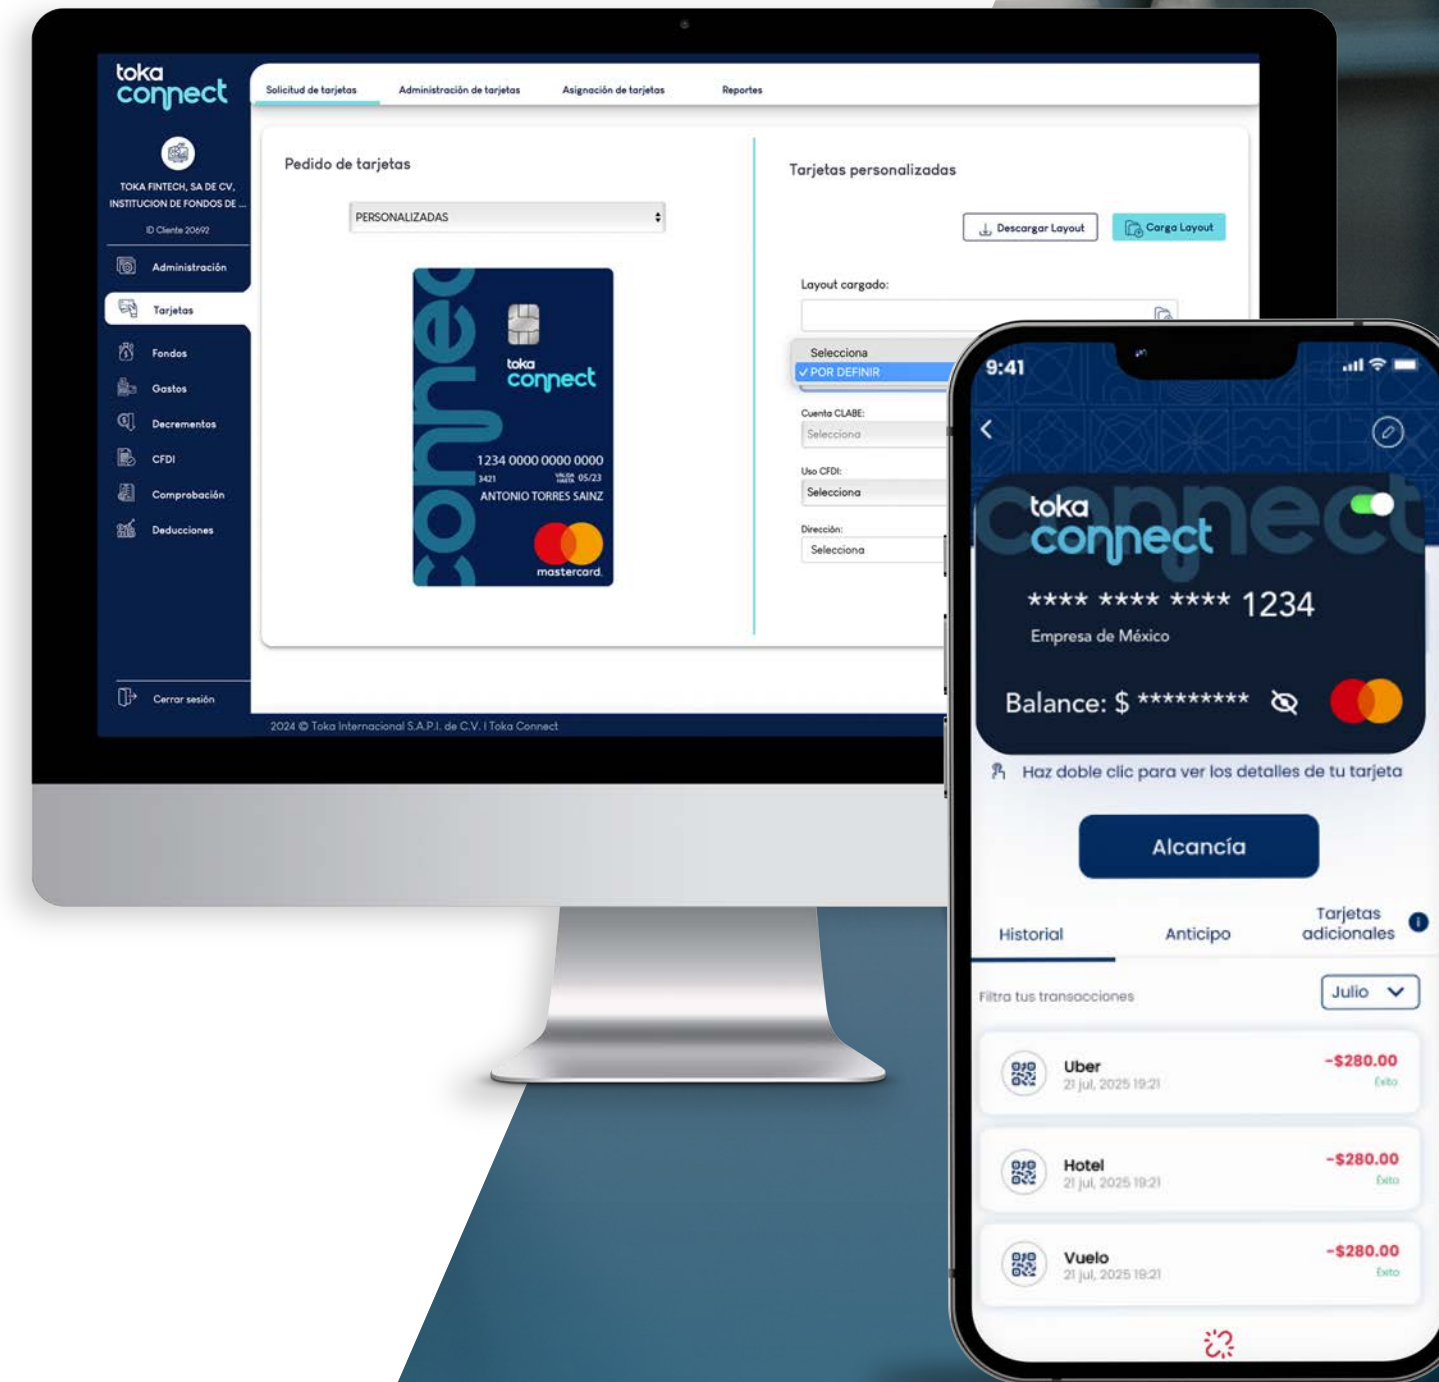 toka
connect
TOKA FINTECH, SA DE CV,
INSTITUCION DE FONDOS DE ...
ID Cliente 20692
Administración
Tarjetas
Fondos
Gastos
Decrementos
CFDI
Comprobación
Deducciones
Cerrar sesión
Solicitud de tarjetas Administración de tarjetas Asignación de tarjetas Reportes
Pedido de tarjetas
PERSONALIZADAS
connec
toka
connect
1234 0000 0000 0000
3421 VÁLIDA HASTA 05/23
ANTONIO TORRES SAINZ
mastercard.
Tarjetas personalizadas
Descargar Layout Carga Layout
Layout cargado:
Selecciona
✓ POR DEFINIR
Cuenta CLABE:
Selecciona
Uso CFDI:
Selecciona
Dirección:
Selecciona
2024 © Toka Internacional S.A.P.I. de C.V. | Toka Connect
9:41
connect
toka
connect
**** **** **** 1234
Empresa de México
Balance: $ *********
Haz doble clic para ver los detalles de tu tarjeta
Alcancía
Historial Anticipo Tarjetas
adicionales i
Filtra tus transacciones Julio
Uber -$280.00
21 jul, 2025 19:21 Éxito
Hotel -$280.00
21 jul, 2025 19:21 Éxito
Vuelo -$280.00
21 jul, 2025 19:21 Éxito